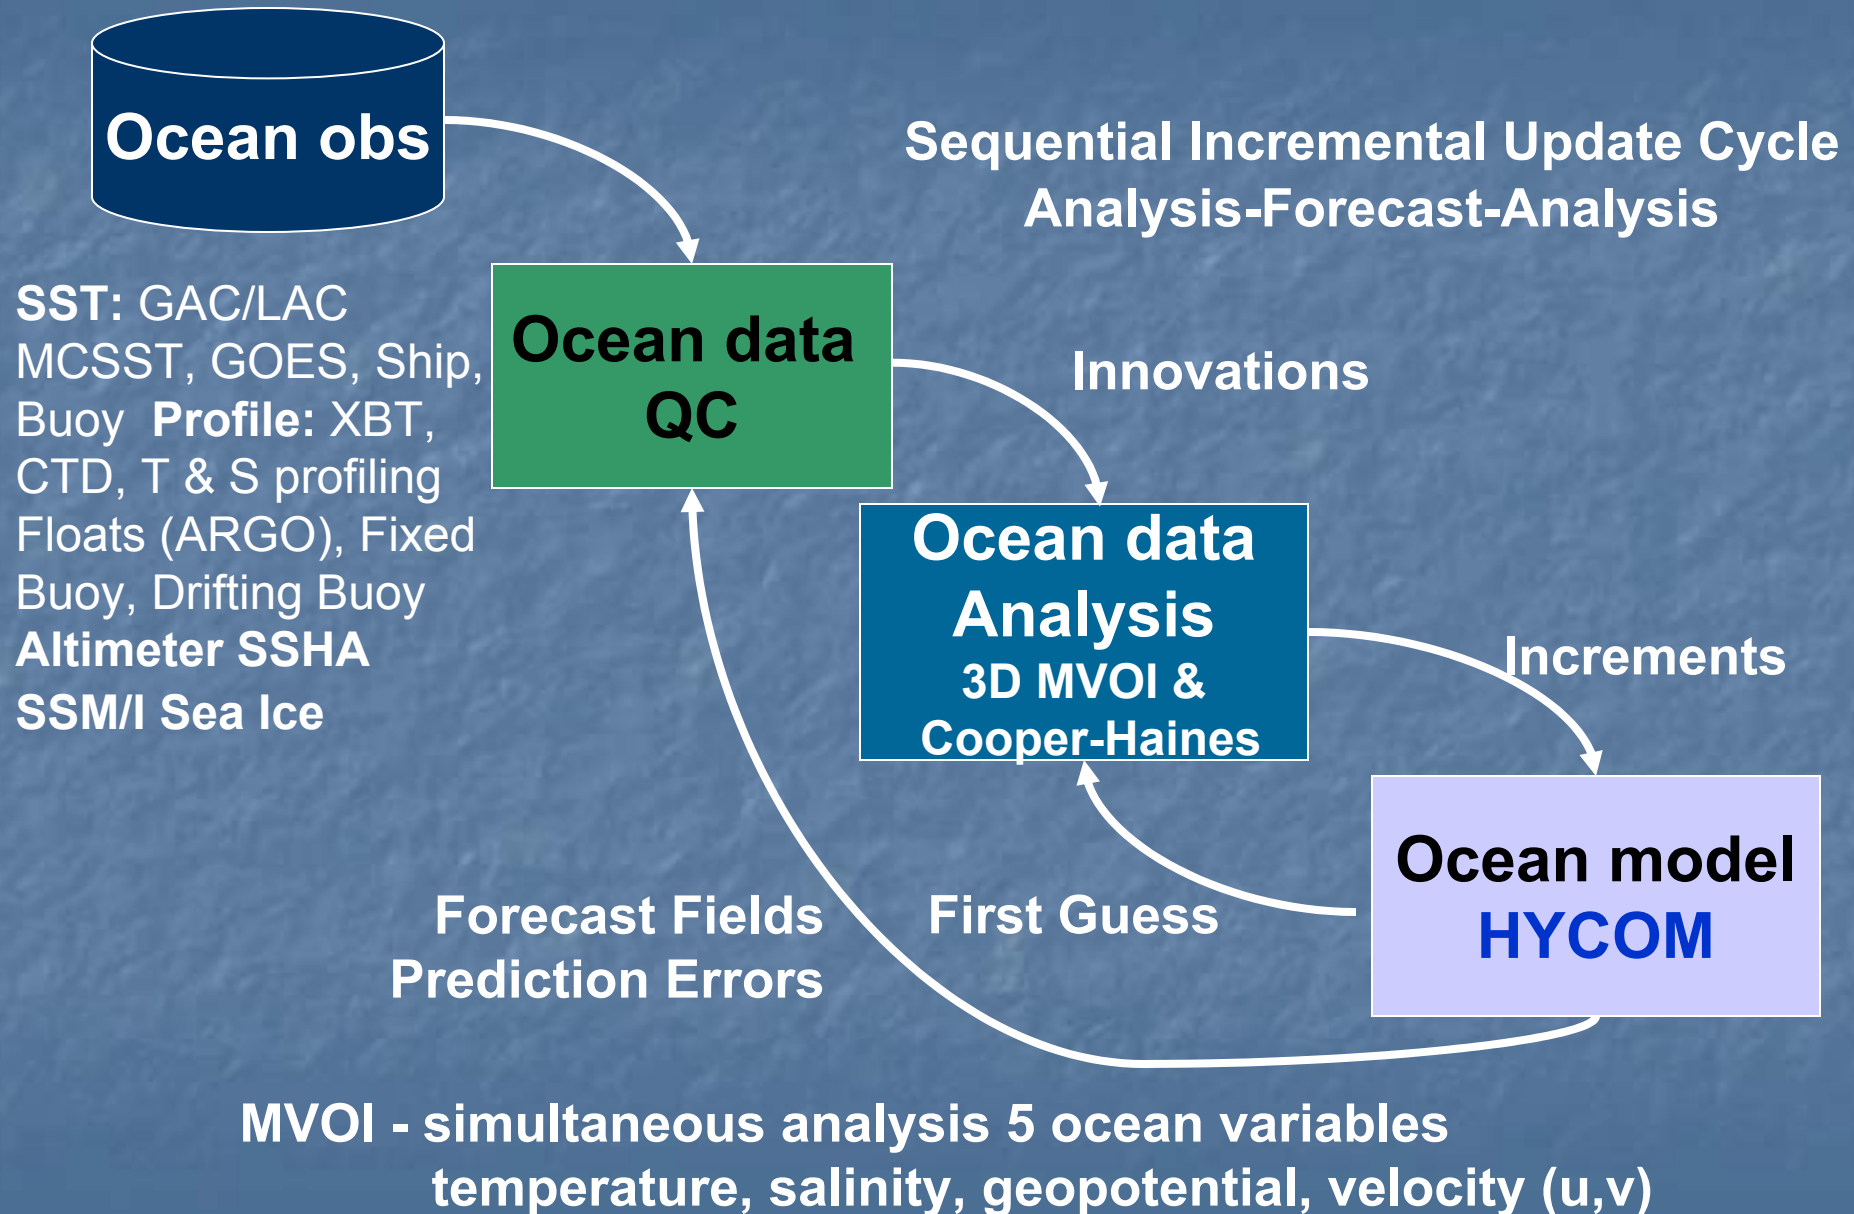 Ocean obs
Sequential Incremental Update Cycle
Analysis-Forecast-Analysis
SST: GAC/LAC
MCSST, GOES, Ship,
Buoy  Profile: XBT,
CTD, T & S profiling
Floats (ARGO), Fixed
Buoy, Drifting Buoy
Altimeter SSHA
SSM/I Sea Ice
Ocean data
QC
Innovations
Ocean data
Analysis
3D MVOI &
Cooper-Haines
Increments
Ocean model
HYCOM
Forecast Fields
Prediction Errors
First Guess
MVOI - simultaneous analysis 5 ocean variables
temperature, salinity, geopotential, velocity (u,v)